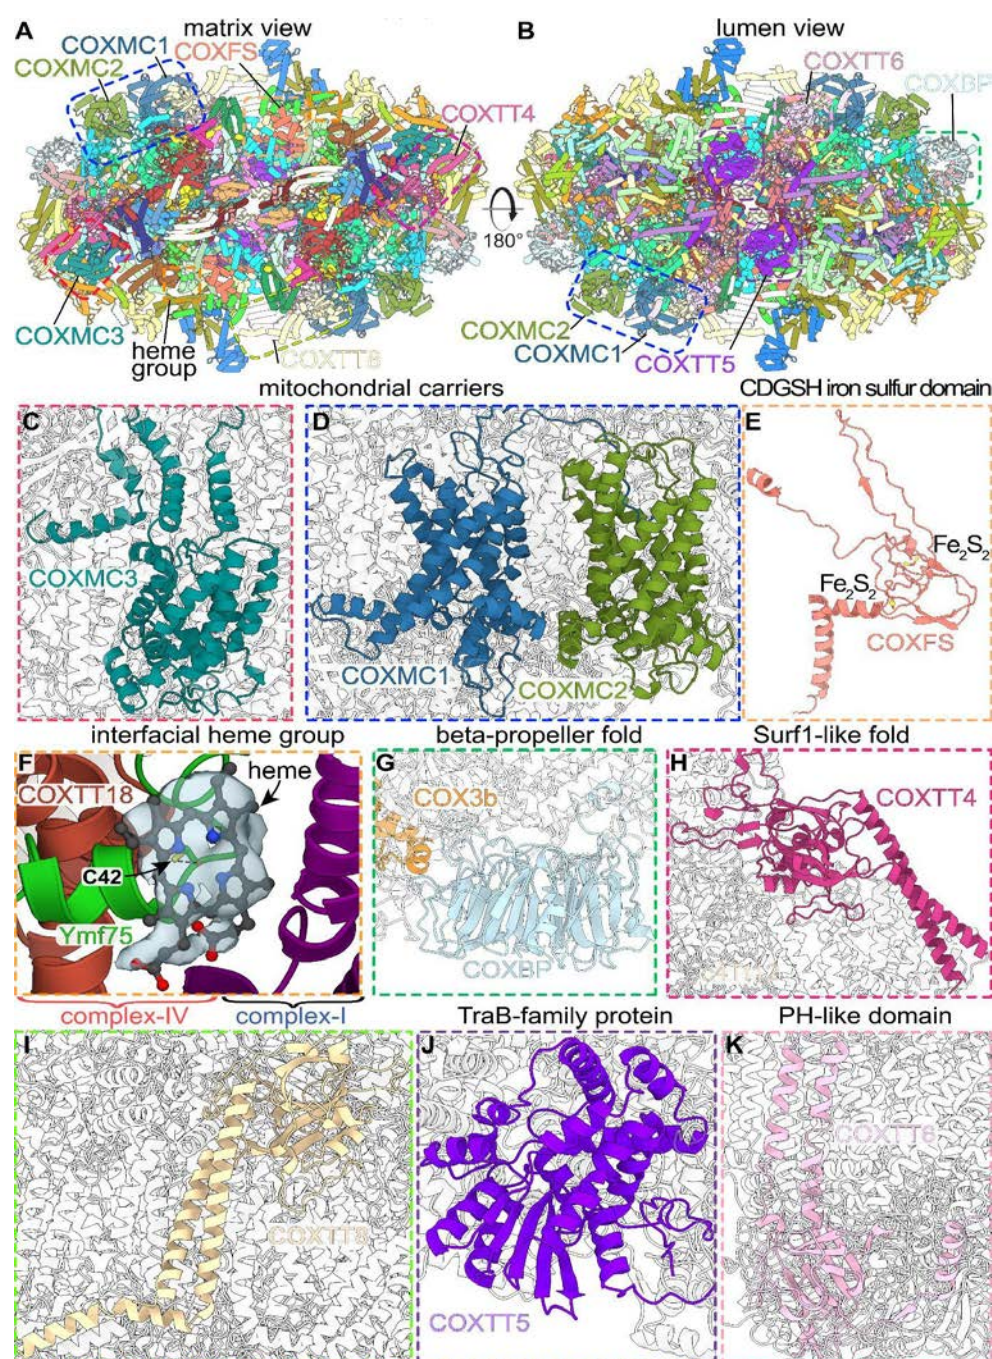 A
matrix view
COXMC1
COXFS
COXMC2
COXTT4
COXMC3
heme
group
COXTT8
180°
B
lumen view
COXTT6
COXBP
COXMC2
COXMC1
COXTT5
mitochondrial carriers
CDGSH iron sulfur domain
C
COXMC3
D
COXMC1
COXMC2
E
Fe2S2
Fe2S2
COXFS
interfacial heme group
beta-propeller fold
Surf1-like fold
F
heme
COXTT18
C42
Ymf75
complex-IV
complex-I
G
COX3b
COXBP
H
COXTT4
TraB-family protein
PH-like domain
I
COXTT8
J
COXTT5
K
COXTT6